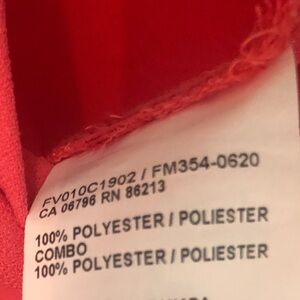 FV010C1902 / FM354-0620
CA 06796 RN 86213
100% POLYESTER / POLIESTER
COMBO
100% POLYESTER / POLIESTER